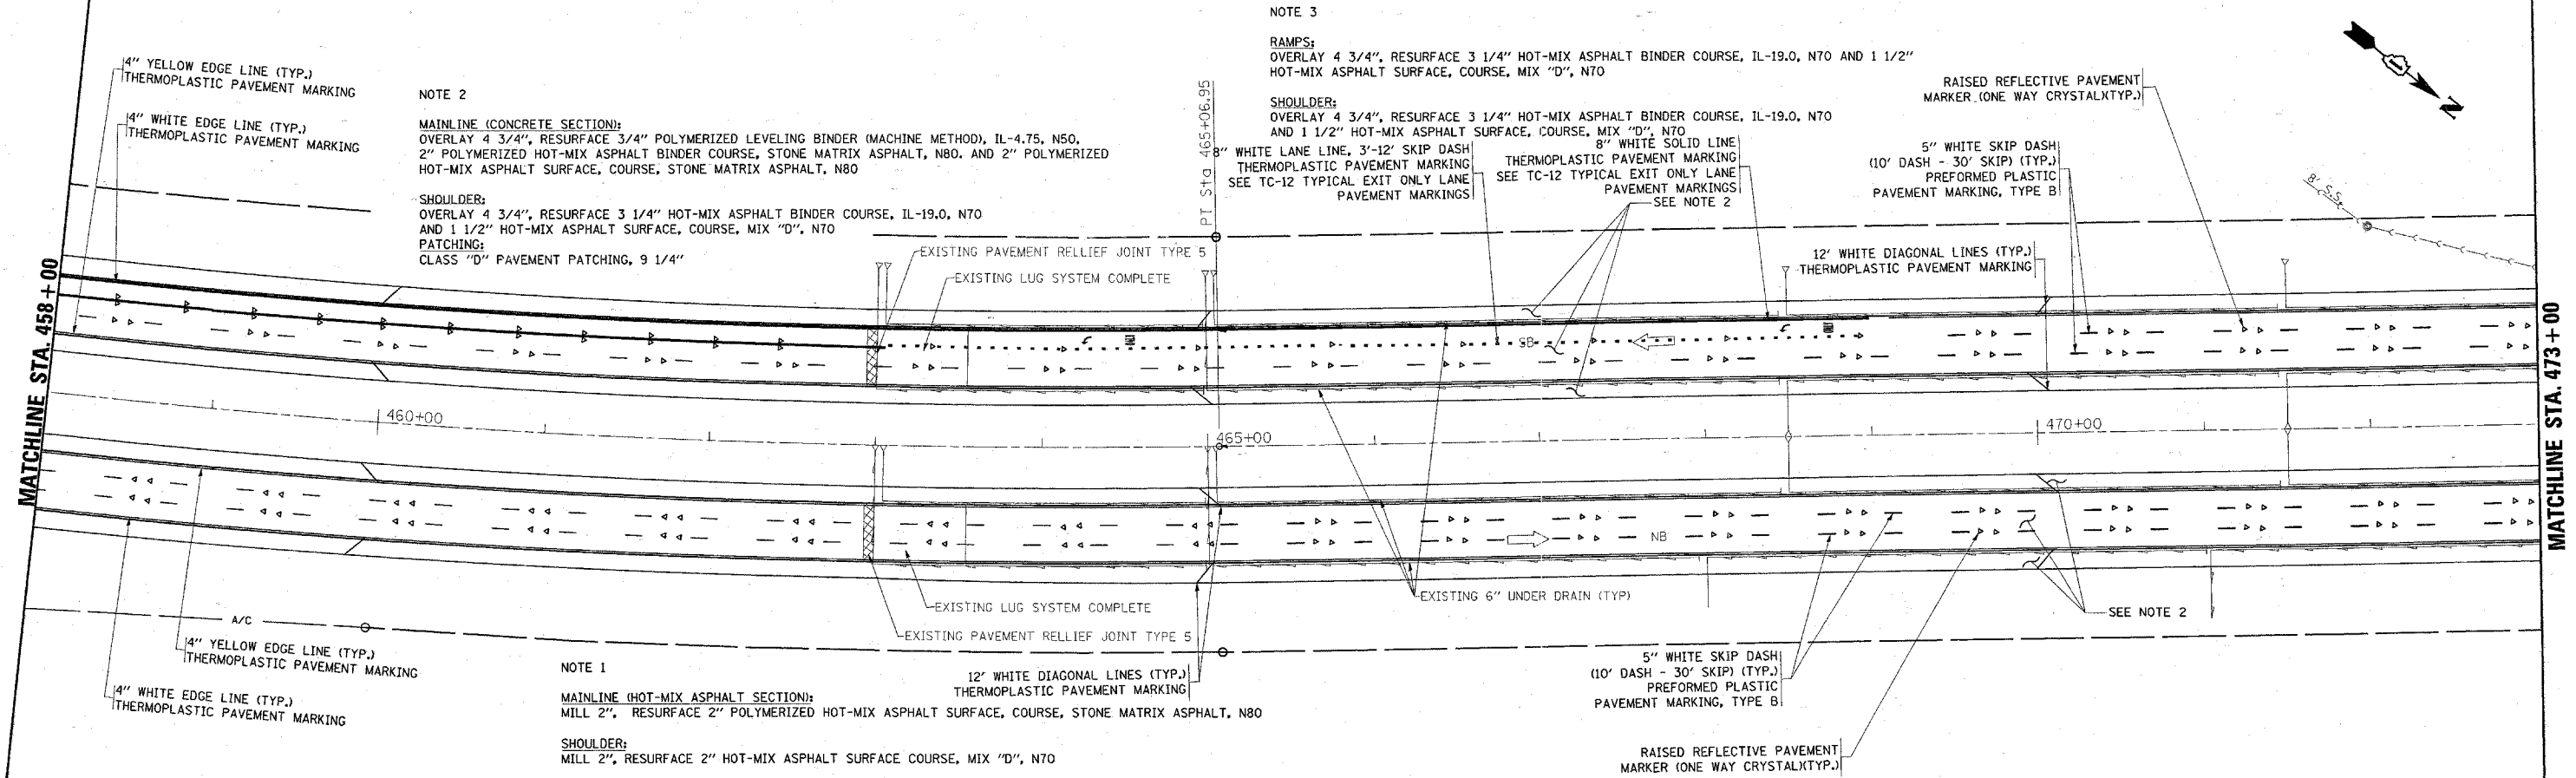 NOTE 3
RAMPS:
OVERLAY 4 3/4", RESURFACE 3 1/4" HOT-MIX ASPHALT BINDER COURSE, IL-19.0, N70 AND 1 1/2"
HOT-MIX ASPHALT SURFACE, COURSE, MIX "D", N70
SHOULDER:
OVERLAY 4 3/4", RESURFACE 3 1/4" HOT-MIX ASPHALT BINDER COURSE, IL-19.0, N70
AND 1 1/2" HOT-MIX ASPHALT SURFACE, COURSE, MIX "D", N70
4" YELLOW EDGE LINE (TYP.)
THERMOPLASTIC PAVEMENT MARKING
4" WHITE EDGE LINE (TYP.)
THERMOPLASTIC PAVEMENT MARKING
NOTE 2
MAINLINE (CONCRETE SECTION):
OVERLAY 4 3/4", RESURFACE 3/4" POLYMERIZED LEVELING BINDER (MACHINE METHOD), IL-4.75, N50,
2" POLYMERIZED HOT-MIX ASPHALT BINDER COURSE, STONE MATRIX ASPHALT, N80. AND 2" POLYMERIZED
HOT-MIX ASPHALT SURFACE, COURSE, STONE MATRIX ASPHALT, N80
SHOULDER:
OVERLAY 4 3/4", RESURFACE 3 1/4" HOT-MIX ASPHALT BINDER COURSE, IL-19.0, N70
AND 1 1/2" HOT-MIX ASPHALT SURFACE, COURSE, MIX "D", N70
PATCHING:
CLASS "D" PAVEMENT PATCHING, 9 1/4"
PT Sta 465+06.95
8" WHITE LANE LINE, 3'-12' SKIP DASH
THERMOPLASTIC PAVEMENT MARKING
SEE TC-12 TYPICAL EXIT ONLY LANE
PAVEMENT MARKINGS
8" WHITE SOLID LINE
THERMOPLASTIC PAVEMENT MARKING
SEE TC-12 TYPICAL EXIT ONLY LANE
PAVEMENT MARKINGS
SEE NOTE 2
RAISED REFLECTIVE PAVEMENT
MARKER (ONE WAY CRYSTAL)(TYP.)
5" WHITE SKIP DASH
(10' DASH - 30' SKIP) (TYP.)
PREFORMED PLASTIC
PAVEMENT MARKING, TYPE B
12' WHITE DIAGONAL LINES (TYP.)
THERMOPLASTIC PAVEMENT MARKING
N
8' S.S.
EXISTING PAVEMENT RELLIEF JOINT TYPE 5
EXISTING LUG SYSTEM COMPLETE
SB
MATCHLINE STA. 458+00
460+00
465+00
470+00
MATCHLINE STA. 473+00
NB
EXISTING LUG SYSTEM COMPLETE
EXISTING PAVEMENT RELLIEF JOINT TYPE 5
EXISTING 6" UNDER DRAIN (TYP)
SEE NOTE 2
A/C
4" YELLOW EDGE LINE (TYP.)
THERMOPLASTIC PAVEMENT MARKING
4" WHITE EDGE LINE (TYP.)
THERMOPLASTIC PAVEMENT MARKING
NOTE 1
MAINLINE (HOT-MIX ASPHALT SECTION):
MILL 2", RESURFACE 2" POLYMERIZED HOT-MIX ASPHALT SURFACE, COURSE, STONE MATRIX ASPHALT, N80
SHOULDER:
MILL 2", RESURFACE 2" HOT-MIX ASPHALT SURFACE COURSE, MIX "D", N70
12' WHITE DIAGONAL LINES (TYP.)
THERMOPLASTIC PAVEMENT MARKING
5" WHITE SKIP DASH
(10' DASH - 30' SKIP) (TYP.)
PREFORMED PLASTIC
PAVEMENT MARKING, TYPE B
RAISED REFLECTIVE PAVEMENT
MARKER (ONE WAY CRYSTAL)(TYP.)